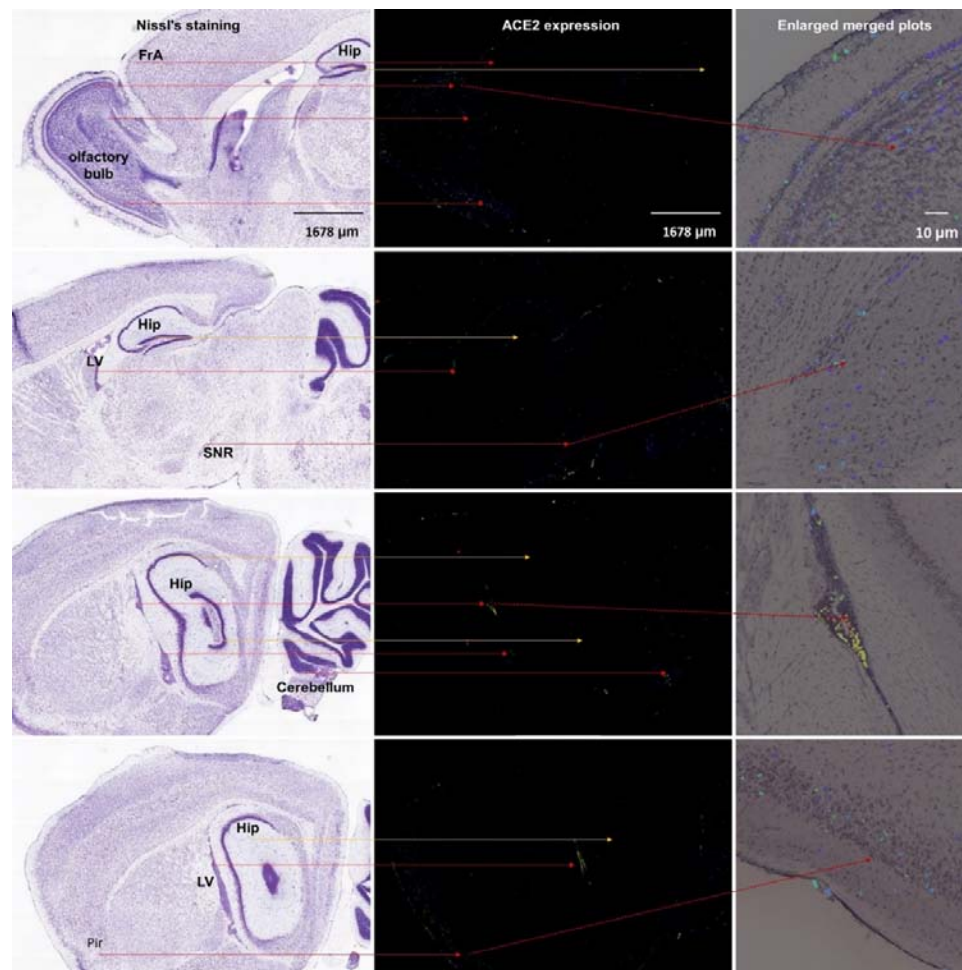 Nissl's staining
ACE2 expression
Enlarged merged plots
FrA
Hip
olfactory
bulb
1678 µm
1678 µm
10 µm
Hip
LV
SNR
Hip
Cerebellum
Hip
LV
Pir